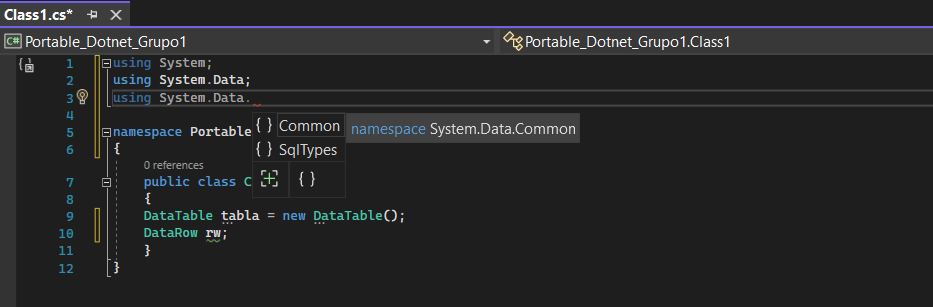 Class1.cs*
C# Portable_Dotnet_Grupo1
Portable_Dotnet_Grupo1.Class1
1 using System;
2 using System.Data;
3 using System.Data.
4
{ } Common
namespace System.Data.Common
{ } SqlTypes
{ }
5 namespace Portable
6 {
0 references
7 public class C
8 {
9 DataTable tabla = new DataTable();
10 DataRow rw;
11 }
12 }